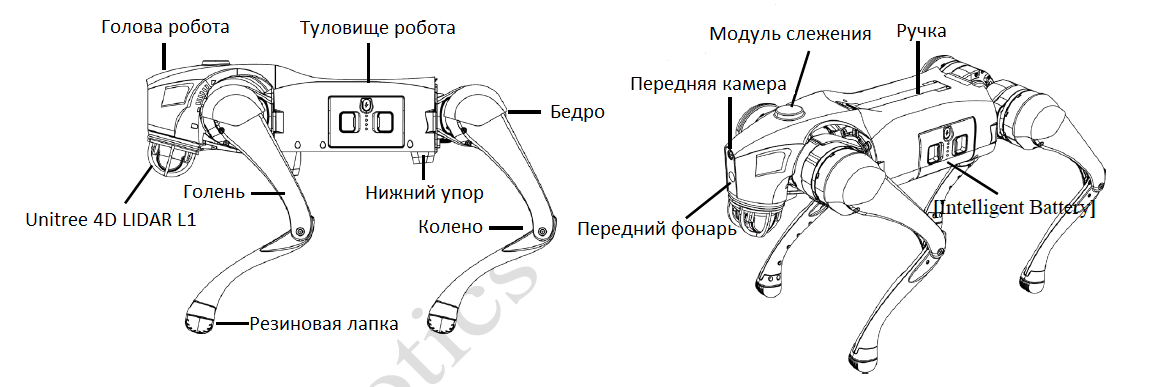 Голова робота
Туловище робота
Бедро
Голень
Нижний упор
Unitree 4D LIDAR L1
Колено
Резиновая лапка
otics
Модуль слежения
Ручка
Передняя камера
[Intelligent Battery]
Передний фонарь